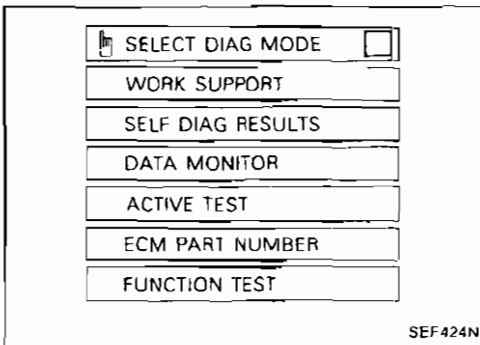 SELECT DIAG MODE
WORK SUPPORT
SELF DIAG RESULTS
DATA MONITOR
ACTIVE TEST
ECM PART NUMBER
FUNCTION TEST
SEF424N